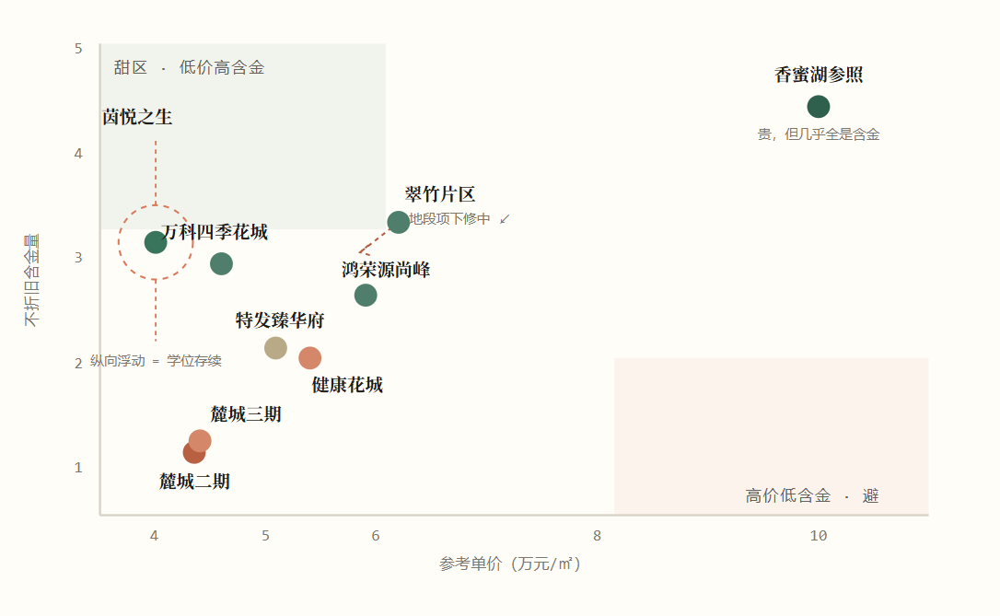 5
甜区 · 低价高含金
香蜜湖参照
茵悦之生
贵，但几乎全是含金
4
翠竹片区
地段项下修中 ↙
万科四季花城
3
鸿荣源尚峰
不折旧含金量
特发臻华府
2
纵向浮动 = 学位存续
健康花城
麓城三期
1
麓城二期
高价低含金 · 避
4
5
6
8
10
参考单价 (万元/㎡)